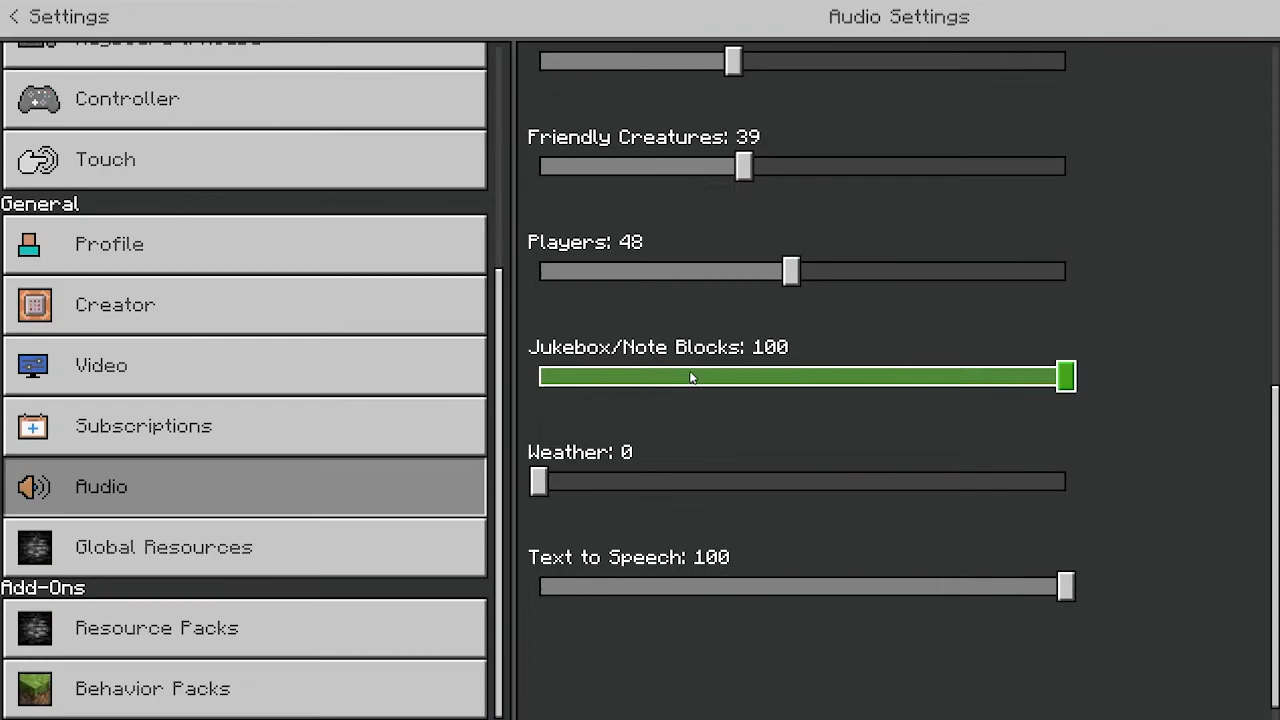 Settings
Audio Settings
Controller
Touch
General
Profile
Creator
Video
Subscriptions
Audio
Global Resources
Add-Ons
Resource Packs
Behavior Packs
Friendly Creatures: 39
Players: 48
Jukebox/Note Blocks: 100
Weather: 0
Text to Speech: 100